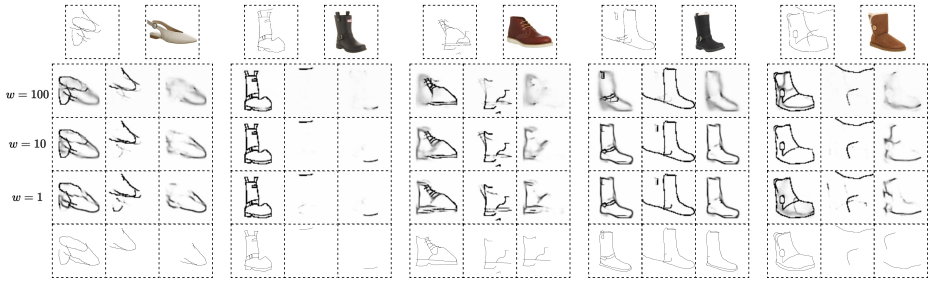 w = 100
w = 10
w = 1